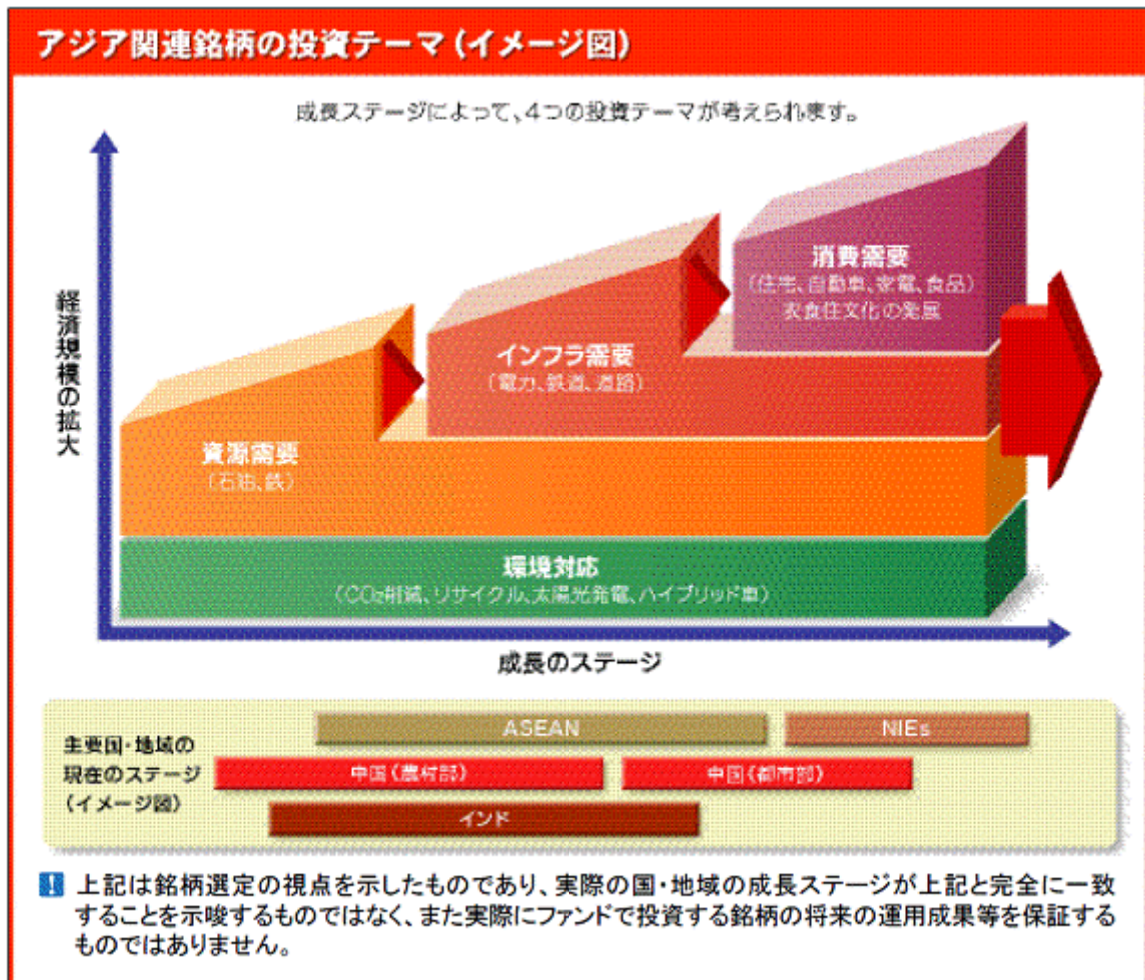 アジア関連銘柄の投資テーマ(イメージ図)
成長ステージによって、4つの投資テーマが考えられます。
経済規模の拡大
消費需要
(住宅、自動車、家電、食品)
衣食住文化の発展
インフラ需要
(電力、鉄道、道路)
資源需要
(石油、鉄)
環境対応
(CO₂削減、リサイクル、太陽光発電、ハイブリッド車)
成長のステージ
主要国・地域の
現在のステージ
(イメージ図)
ASEAN
NIEs
中国(農村部)
中国(都市部)
インド
! 上記は銘柄選定の視点を示したものであり、実際の国・地域の成長ステージが上記と完全に一致
することを示唆するものではなく、また実際にファンドで投資する銘柄の将来の運用成果等を保証する
ものではありません。